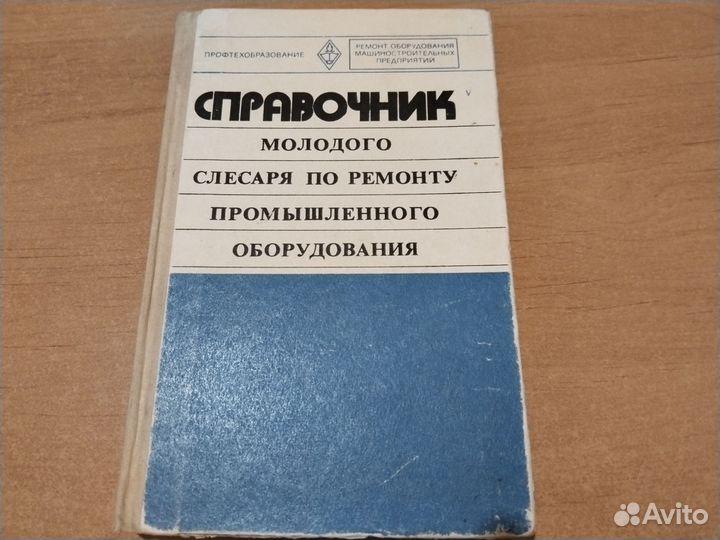 ПРОФТЕХОБРАЗОВАНИЕ
РЕМОНТ ОБОРУДОВАНИЯ
МАШИНОСТРОИТЕЛЬНЫХ
ПРЕДПРИЯТИЙ
СПРАВОЧНИК
МОЛОДОГО
СЛЕСАРЯ ПО РЕМОНТУ
ПРОМЫШЛЕННОГО
ОБОРУДОВАНИЯ
Avito